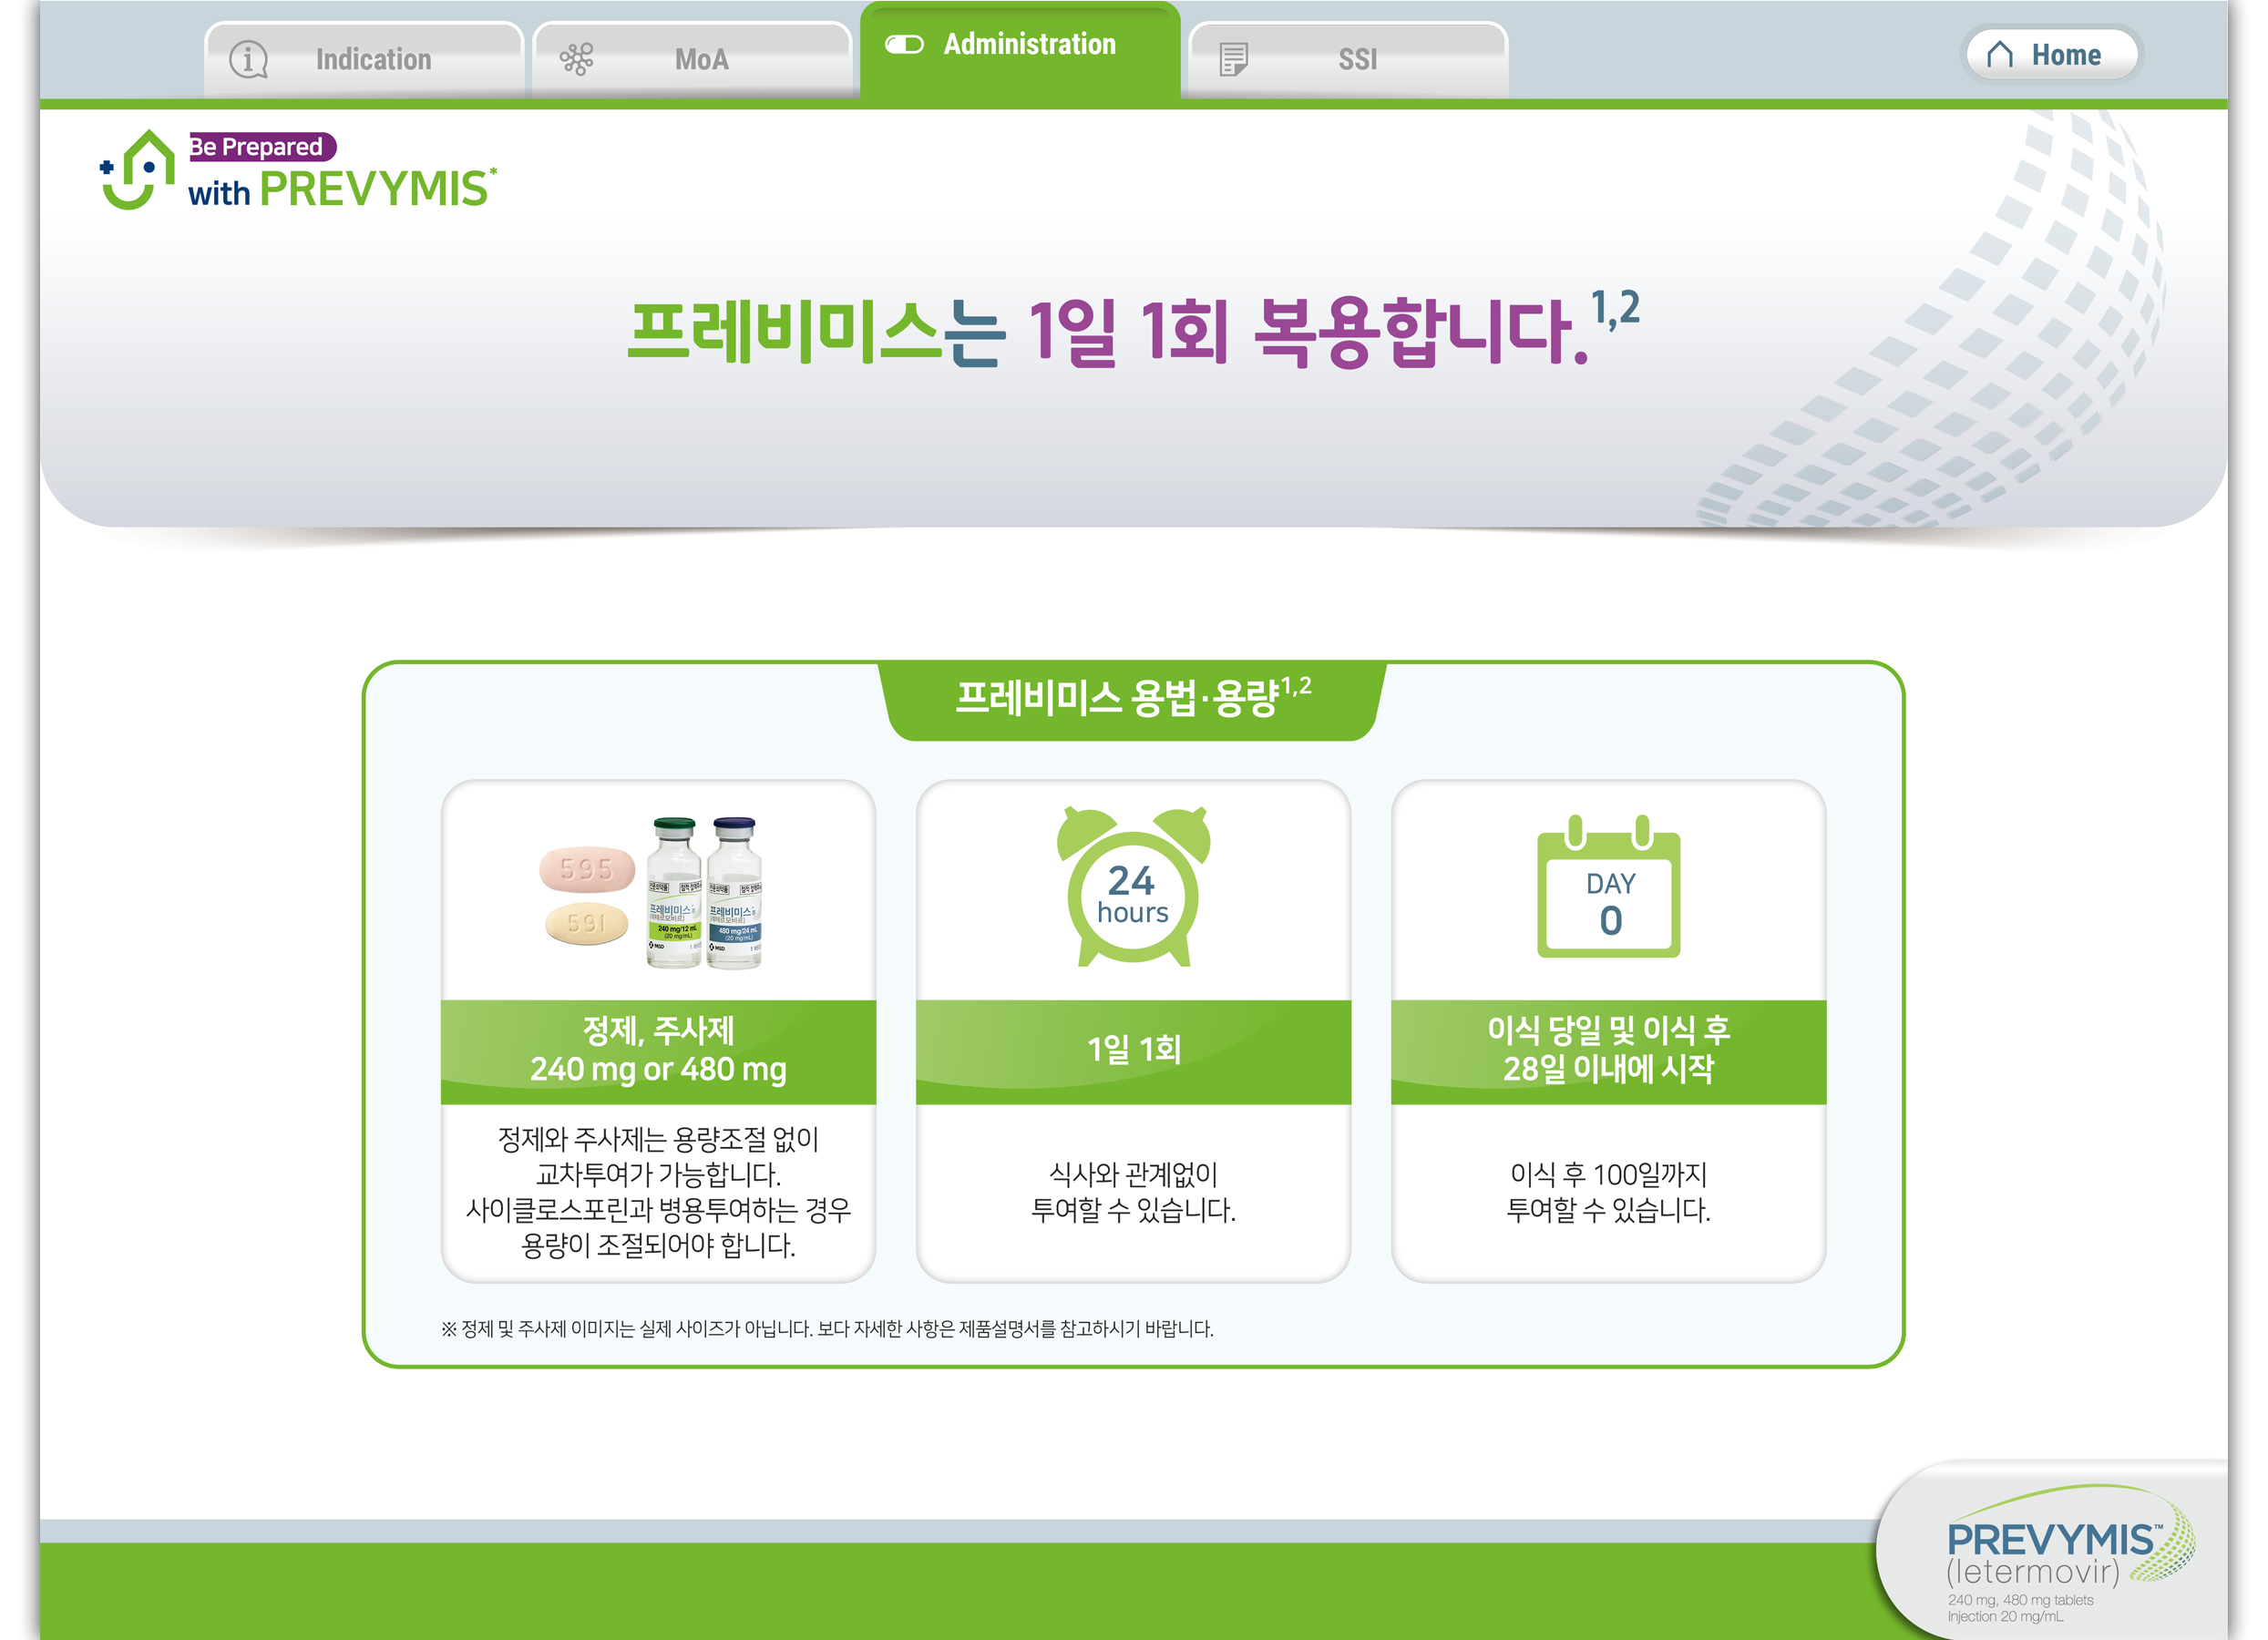 Indication
MoA
Administration
SSI
Home
Be Prepared
with PREVYMIS*
프레비미스는 1일 1회 복용합니다.1,2
프레비미스 용법·용량1,2
595
591
프레비미스
240 mg/12 mL
(20 mg/mL)
MSD
프레비미스
480 mg/24 mL
(20 mg/mL)
MSD
24
hours
DAY
0
정제, 주사제
240 mg or 480 mg
1일 1회
이식 당일 및 이식 후
28일 이내에 시작
정제와 주사제는 용량조절 없이
교차투여가 가능합니다.
사이클로스포린과 병용투여하는 경우
용량이 조절되어야 합니다.
식사와 관계없이
투여할 수 있습니다.
이식 후 100일까지
투여할 수 있습니다.
※ 정제 및 주사제 이미지는 실제 사이즈가 아닙니다. 보다 자세한 사항은 제품설명서를 참고하시기 바랍니다.
PREVYMIS™
(letermovir)
240 mg, 480 mg tablets
Injection 20 mg/mL